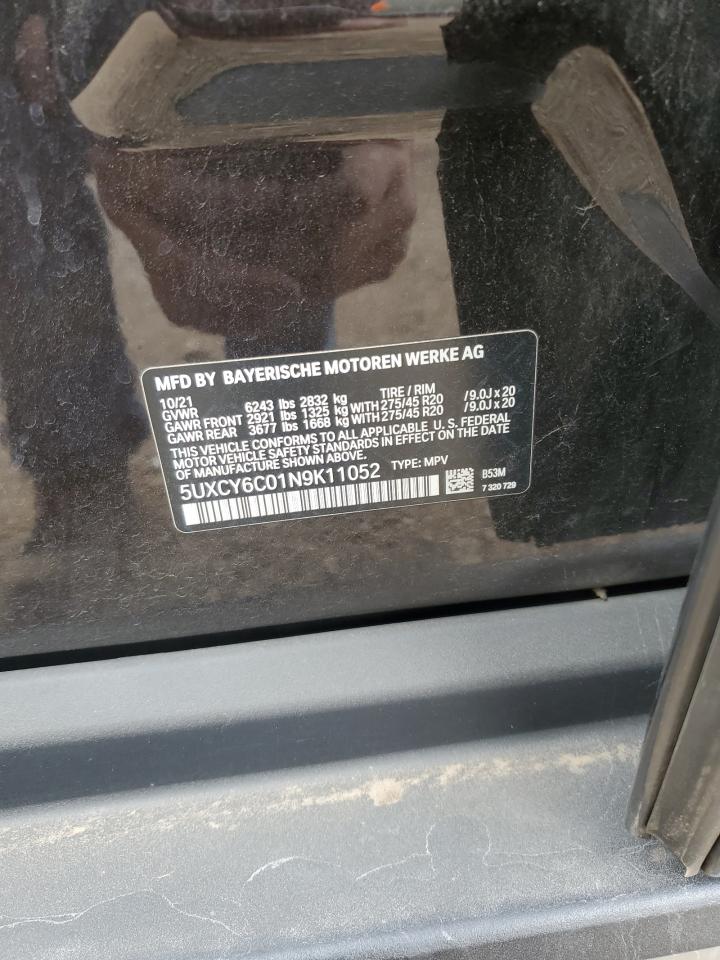 MFD BY BAYERISCHE MOTOREN WERKE AG
10/21 TIRE / RIM
GVWR 6243 lbs 2832 kg
GAWR FRONT 2921 lbs 1325 kg WITH 275/45 R20 / 9.0J x 20
GAWR REAR 3677 lbs 1668 kg WITH 275/45 R20 / 9.0J x 20
THIS VEHICLE CONFORMS TO ALL APPLICABLE U. S. FEDERAL
MOTOR VEHICLE SAFETY STANDARDS IN EFFECT ON THE DATE
OF MANUFACTURE SHOWN ABOVE.
5UXCY6C01N9K11052 TYPE: MPV
B53M
7 320 729